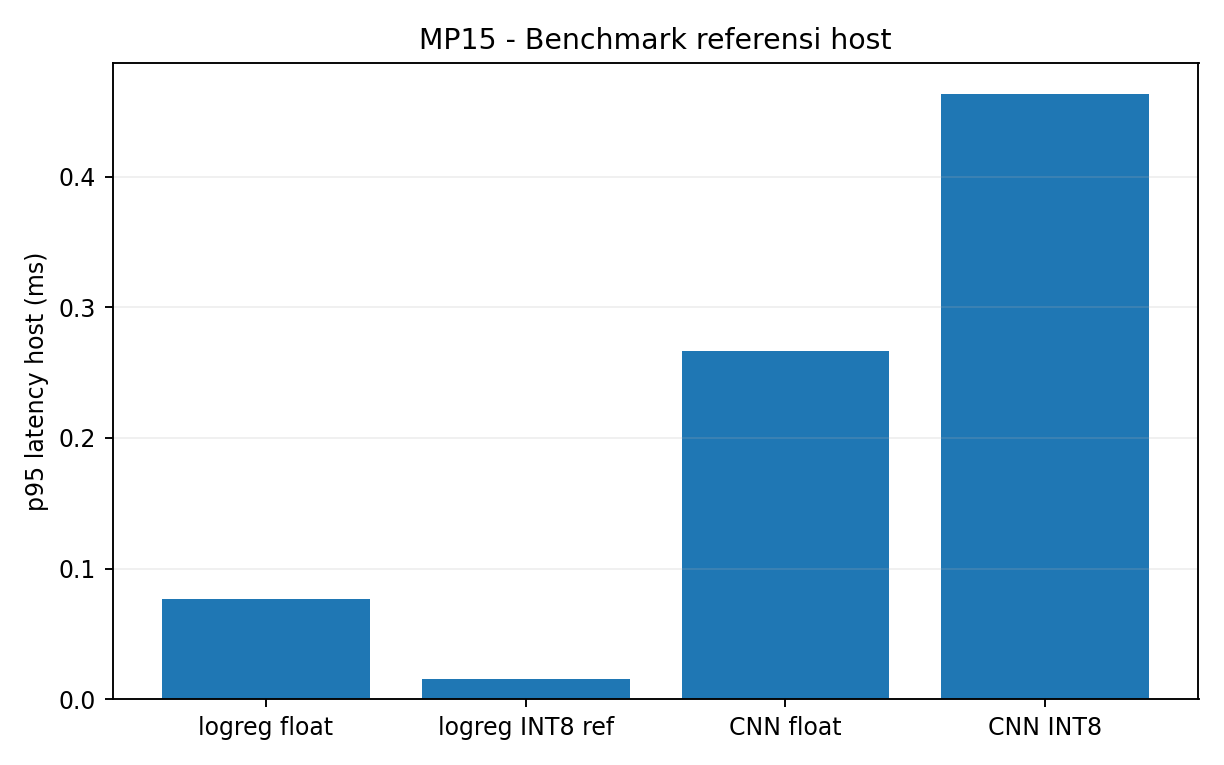 MP15 - Benchmark referensi host
p95 latency host (ms)
0.4
0.3
0.2
0.1
0.0
logreg float
logreg INT8 ref
CNN float
CNN INT8